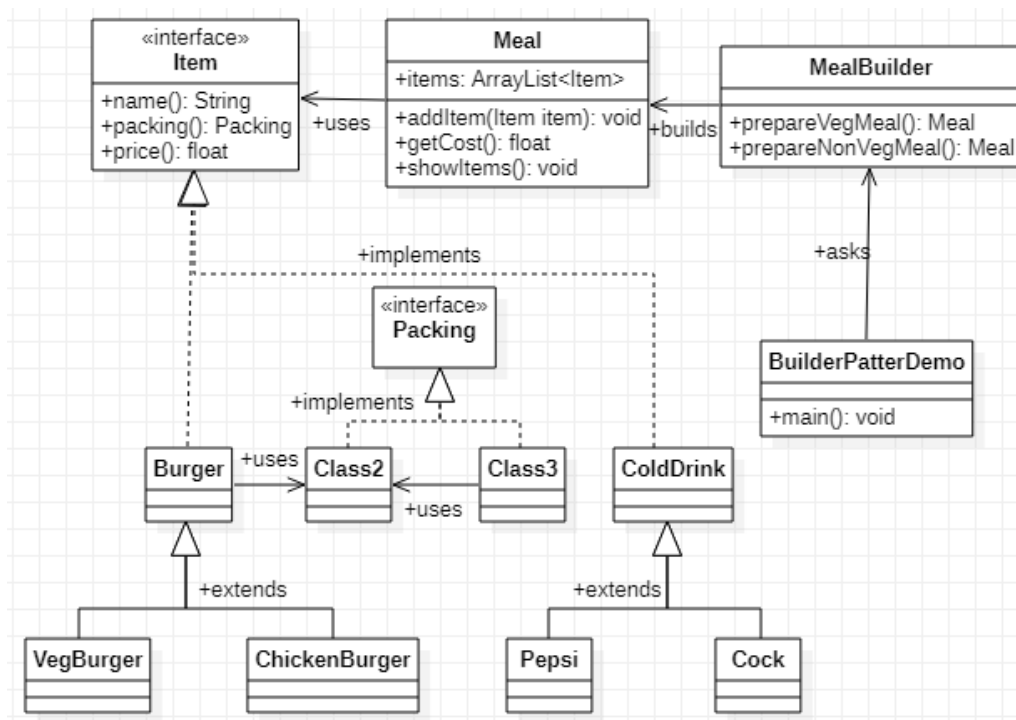 «interface»
Item
+name(): String
+packing(): Packing
+price(): float
+uses
Meal
+items: ArrayList<Item>
+addItem(Item item): void
+getCost(): float
+showItems(): void
+builds
MealBuilder
+prepareVegMeal(): Meal
+prepareNonVegMeal(): Meal
+implements
+asks
«interface»
Packing
BuilderPatterDemo
+main(): void
+implements
Burger
+uses
Class2
+uses
Class3
ColdDrink
+extends
+extends
VegBurger
ChickenBurger
Pepsi
Cock